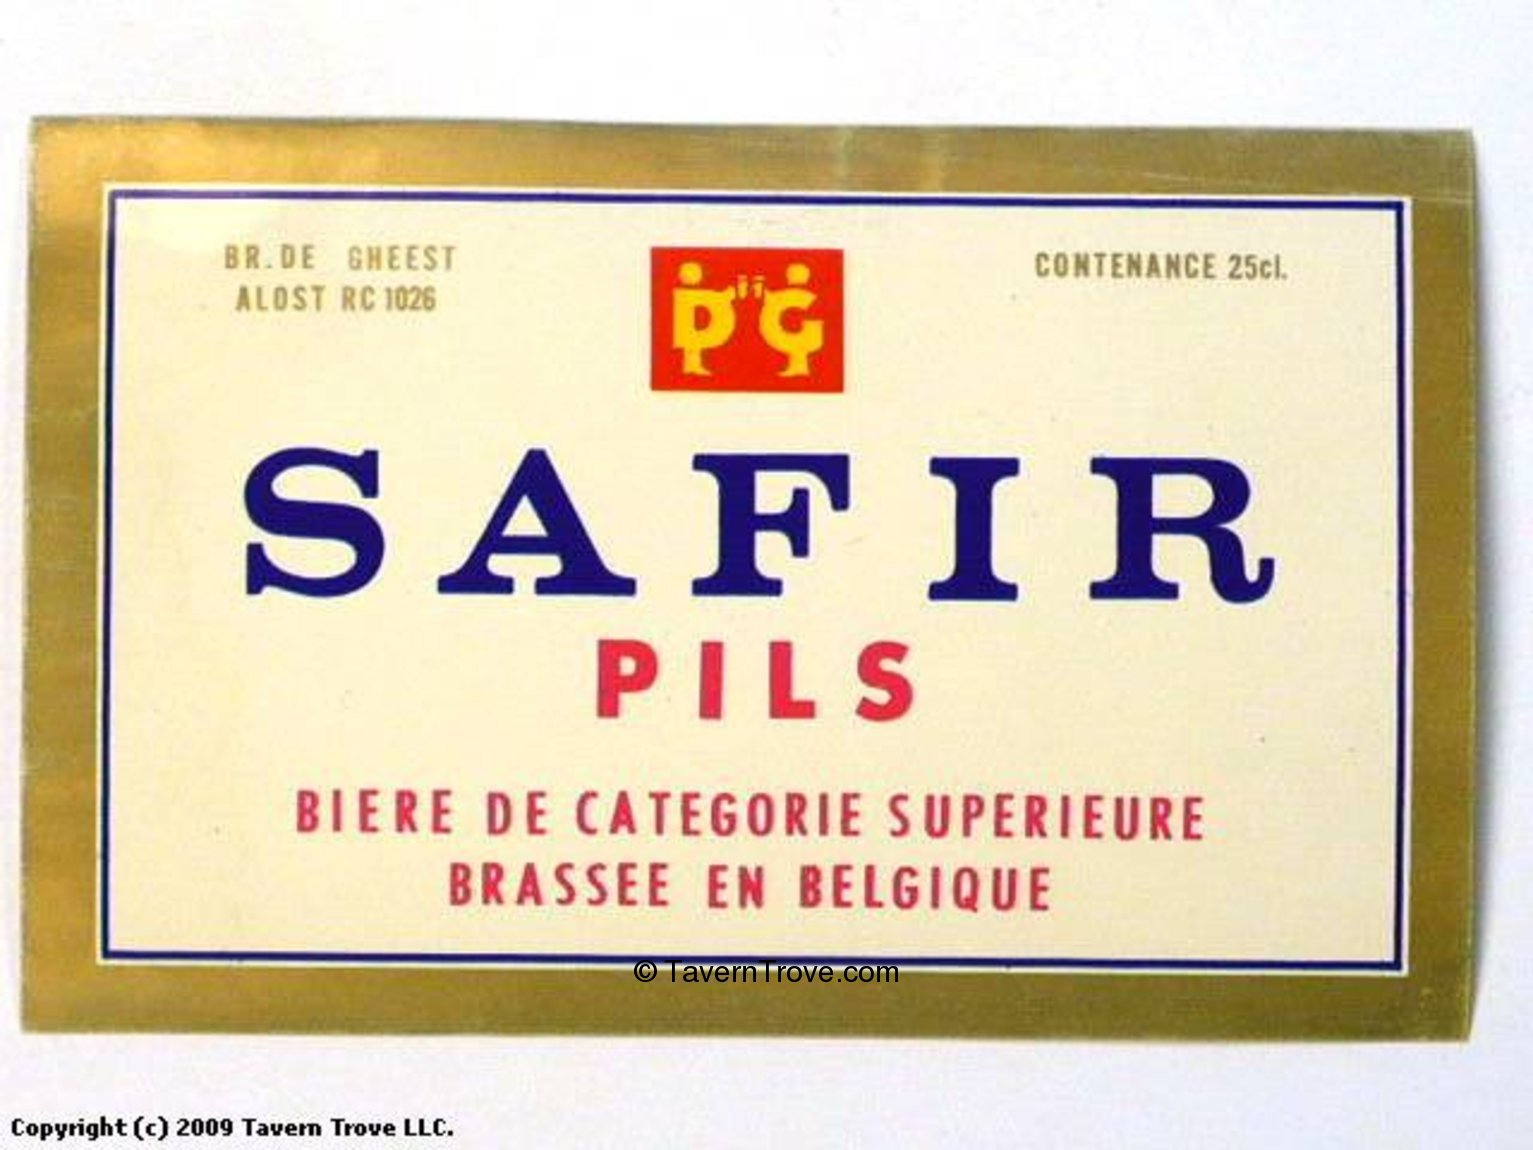 BR. DE GHEEST
ALOST RC 1026
CONTENANCE 25cl.
DG
SAFIR
PILS
BIERE DE CATEGORIE SUPERIEURE
BRASSEE EN BELGIQUE
© TavernTrove.com
Copyright (c) 2009 Tavern Trove LLC.